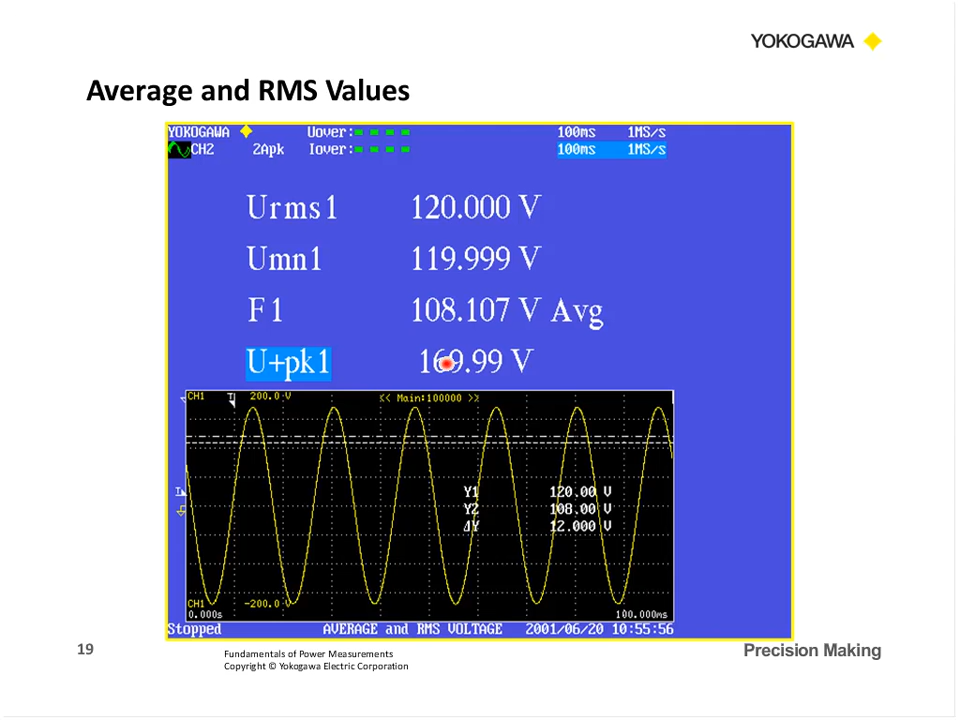 YOKOGAWA
Average and RMS Values
YOKOGAWA Uover: 100ms 1MS/s
CH2 2Apk Iover: 100ms 1MS/s
Urms1 120.000 V
Umn1 119.999 V
F1 108.107 V Avg
U+pk1 169.99 V
CH1 T 200.0 V << Main:100000 >>
Y1 120.00 V
Y2 108.00 V
ΔY 12.000 V
CH1 -200.0 V
0.000s 100.000ms
Stopped AVERAGE and RMS VOLTAGE 2001/06/20 10:55:56
19
Fundamentals of Power Measurements
Copyright © Yokogawa Electric Corporation
Precision Making